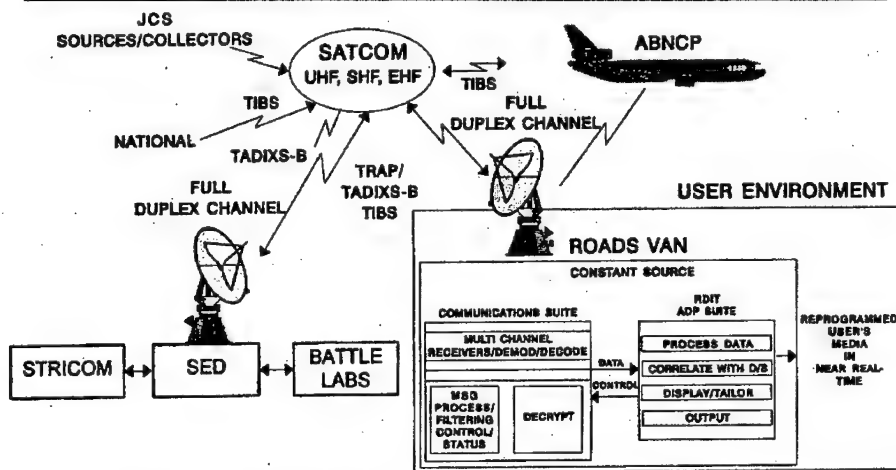 JCS
SOURCES/COLLECTORS
SATCOM
UHF, SHF, EHF
ABNCP
TIBS
TIBS
NATIONAL
TADIXS-B
FULL
DUPLEX CHANNEL
FULL
DUPLEX CHANNEL
TRAP/
TADIXS-B
TIBS
USER ENVIRONMENT
ROADS VAN
CONSTANT SOURCE
COMMUNICATIONS SUITE
MULTI CHANNEL
RECEIVERS/DEMOD/DECODE
MSG
PROCESS/
FILTERING
CONTROL/
STATUS
DECRYPT
DATA
CONTROL
RDIT
ADP SUITE
PROCESS DATA
CORRELATE WITH D/B
DISPLAY/TAILOR
OUTPUT
REPROGRAMMED
USER'S
MEDIA
IN
NEAR REAL-
TIME
STRICOM
SED
BATTLE
LABS